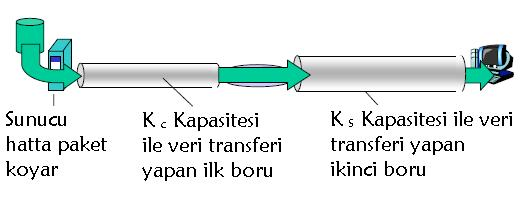 Sunucu
hatta paket
koyar
K c Kapasitesi
ile veri transferi
yapan ilk boru
K s Kapasitesi ile veri
transferi yapan
ikinci boru